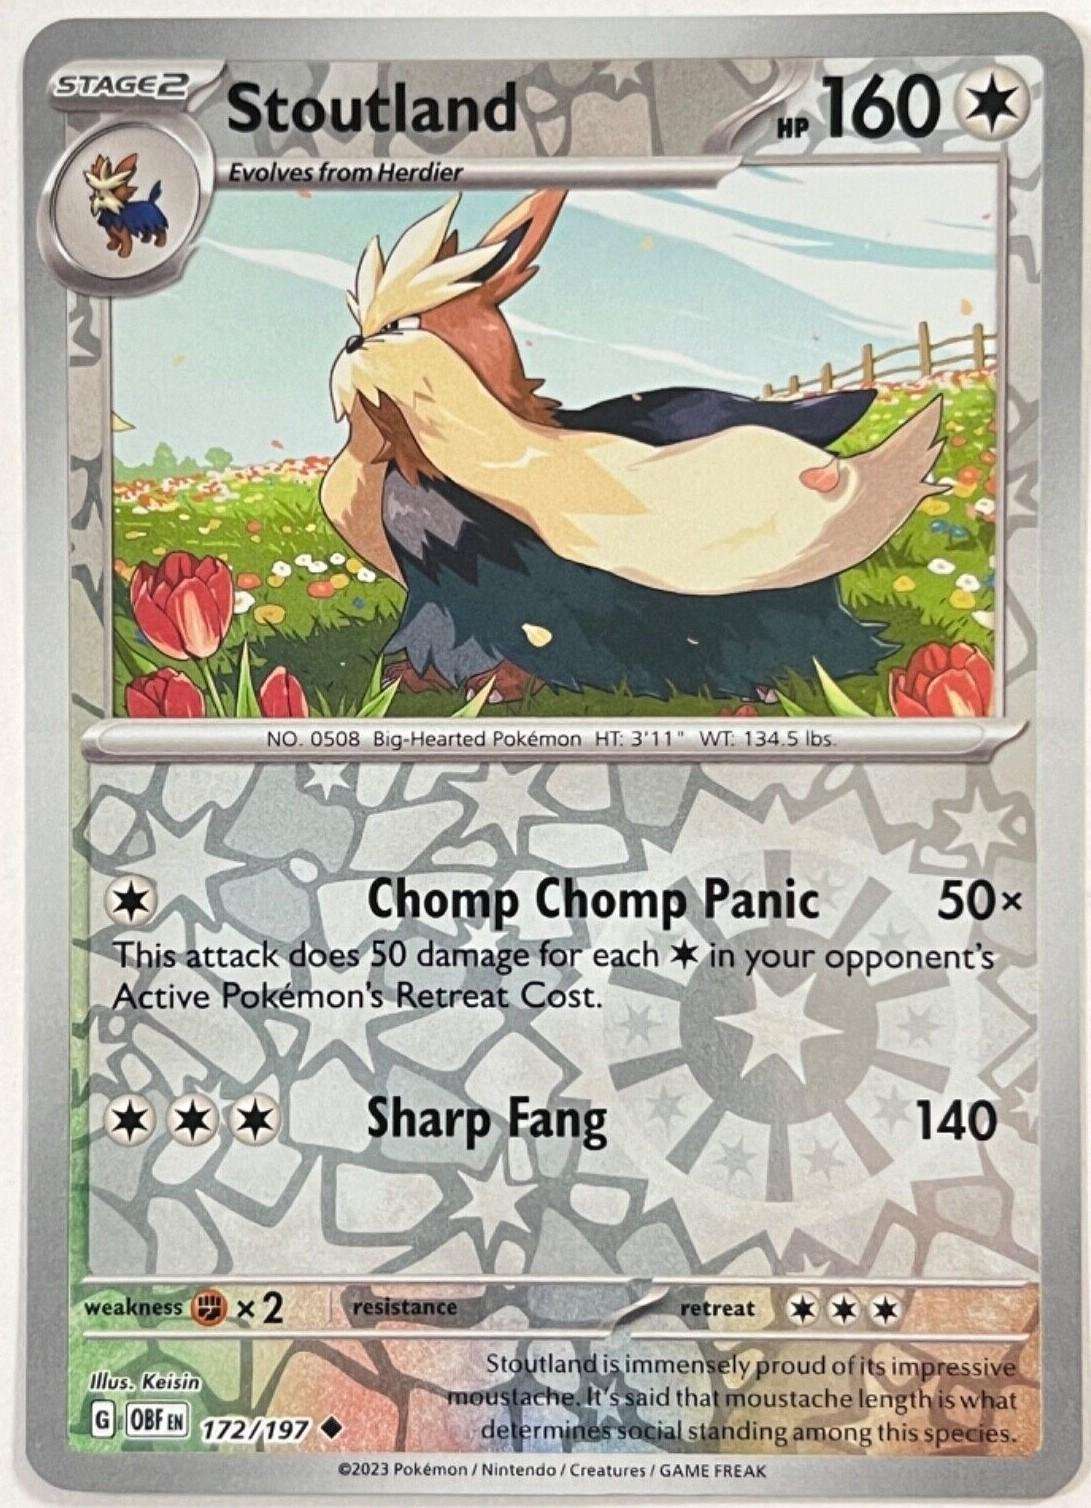 STAGE2
Stoutland
HP 160
Evolves from Herdier
NO. 0508 Big-Hearted Pokémon HT: 3'11" WT: 134.5 lbs.
Chomp Chomp Panic 50×
This attack does 50 damage for each in your opponent's
Active Pokémon's Retreat Cost.
Sharp Fang 140
weakness ×2 resistance retreat
Stoutland is immensely proud of its impressive
moustache. It's said that moustache length is what
determines social standing among this species.
Illus. Keisin
G OBF EN 172/197
©2023 Pokémon / Nintendo / Creatures / GAME FREAK